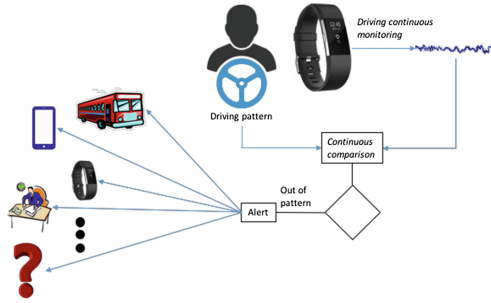 Driving continuous
monitoring
12:45
Driving pattern
Continuous
comparison
Out of
pattern
Alert